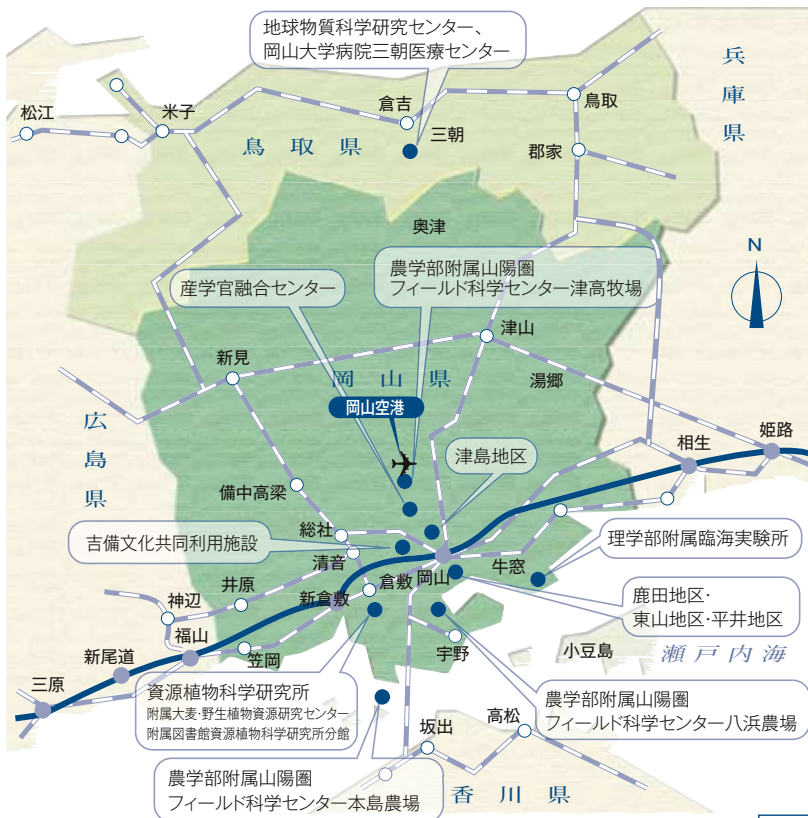 地球物質科学研究センター、
岡山大学病院三朝医療センター
兵庫県
松江
米子
倉吉
鳥取
三朝
鳥取県
郡家
奥津
農学部附属山陽圏
フィールド科学センター津高牧場
産学官融合センター
N
津山
新見
岡山県
湯郷
岡山空港
広島県
津島地区
相生
姫路
備中高梁
総社
吉備文化共同利用施設
清音
理学部附属臨海実験所
牛窓
岡山
倉敷
井原
新倉敷
神辺
鹿田地区・
東山地区・平井地区
福山
新尾道
笠岡
宇野
小豆島
瀬戸内海
三原
資源植物科学研究所
附属大麦・野生植物資源研究センター
附属図書館資源植物科学研究所分館
農学部附属山陽圏
フィールド科学センター八浜農場
坂出
高松
農学部附属山陽圏
フィールド科学センター本島農場
香川県